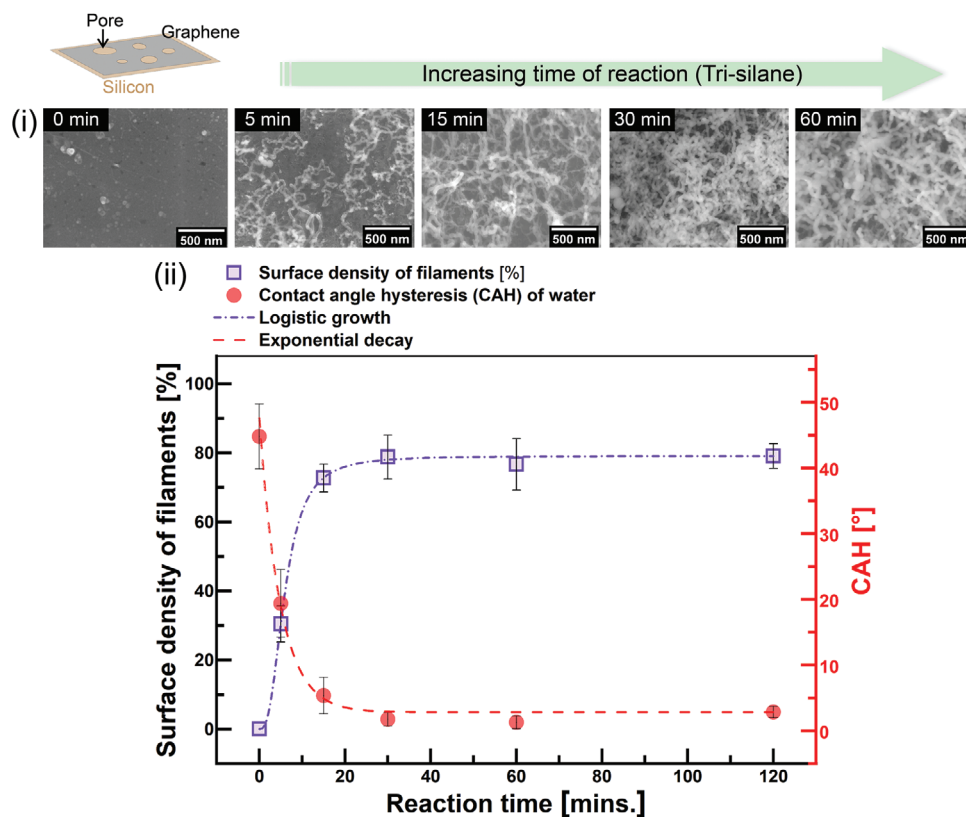 Pore
Graphene
Silicon
Increasing time of reaction (Tri-silane)
(i)
0 min
5 min
15 min
30 min
60 min
500 nm
500 nm
500 nm
500 nm
500 nm
(ii)
Surface density of filaments [%]
Contact angle hysteresis (CAH) of water
Logistic growth
Exponential decay
Surface density of filaments [%]
100
80
60
40
20
0
50
40
30
20
10
0
CAH [°]
0
20
40
60
80
100
120
Reaction time [mins.]